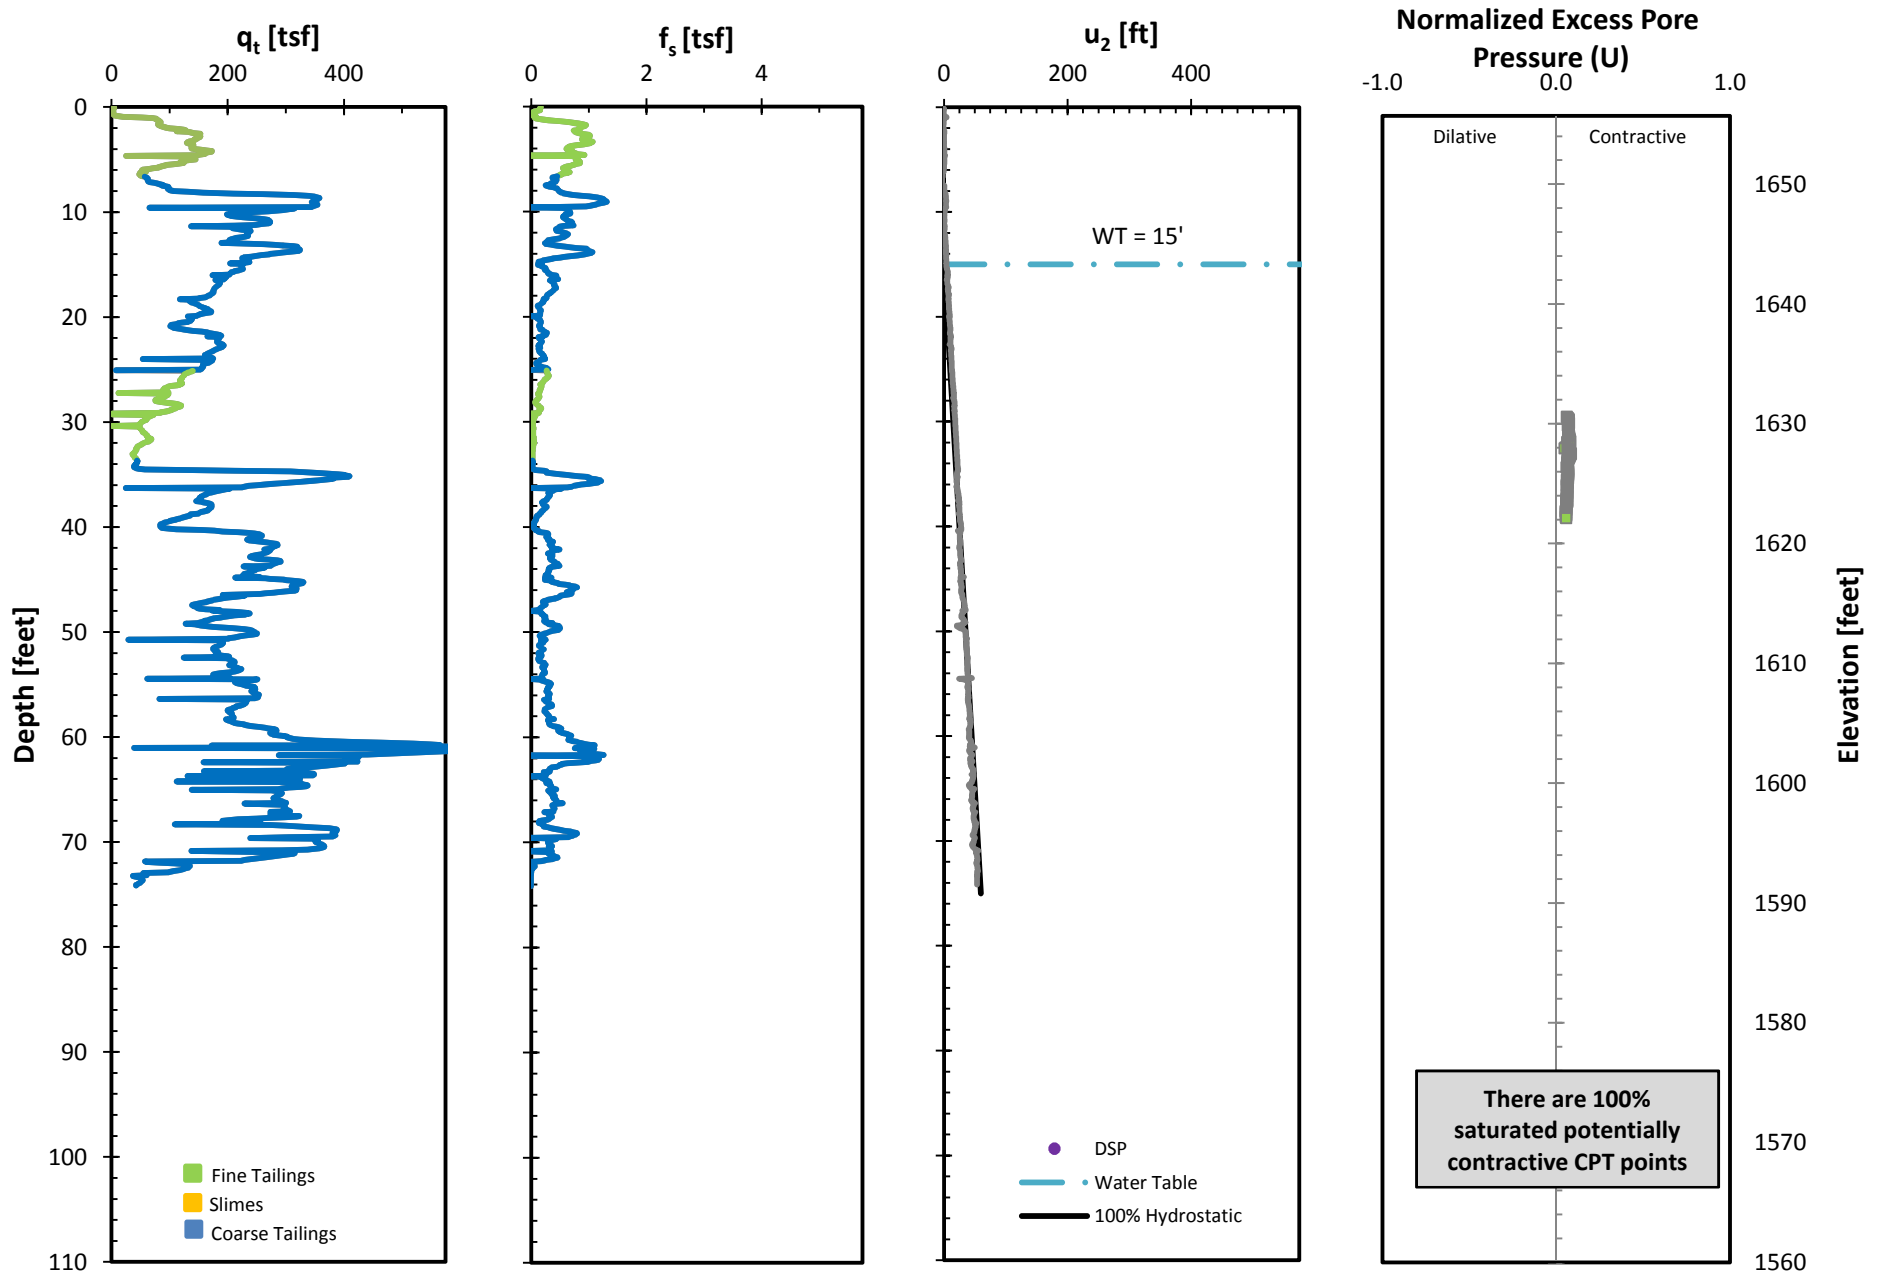 q_t [tsf]
0 200 400
f_s [tsf]
0 2 4
u_2 [ft]
0 200 400
Normalized Excess Pore
Pressure (U)
-1.0 0.0 1.0
Depth [feet]
0
10
20
30
40
50
60
70
80
90
100
110
Fine Tailings
Slimes
Coarse Tailings
WT = 15'
DSP
Water Table
100% Hydrostatic
Dilative
Contractive
There are 100%
saturated potentially
contractive CPT points
1650
1640
1630
1620
1610
1600
1590
1580
1570
1560
Elevation [feet]